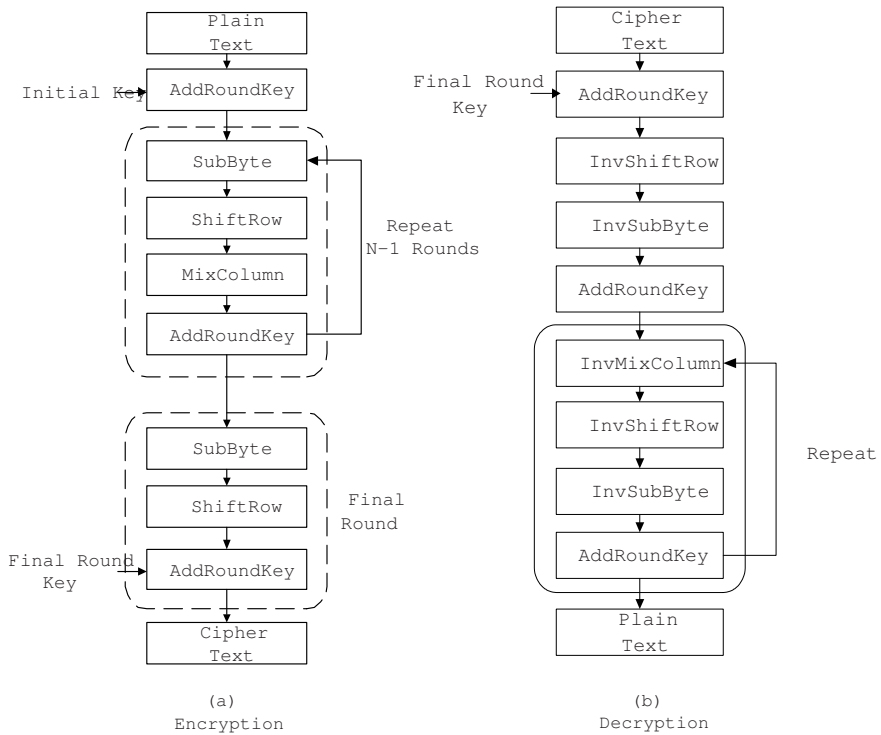 Plain
Text
Initial Key
AddRoundKey
SubByte
ShiftRow
MixColumn
AddRoundKey
Repeat
N-1 Rounds
SubByte
ShiftRow
Final Round
Key
AddRoundKey
Final
Round
Cipher
Text
(a)
Encryption
Cipher
Text
Final Round
Key
AddRoundKey
InvShiftRow
InvSubByte
AddRoundKey
InvMixColumn
InvShiftRow
InvSubByte
AddRoundKey
Repeat
Plain
Text
(b)
Decryption